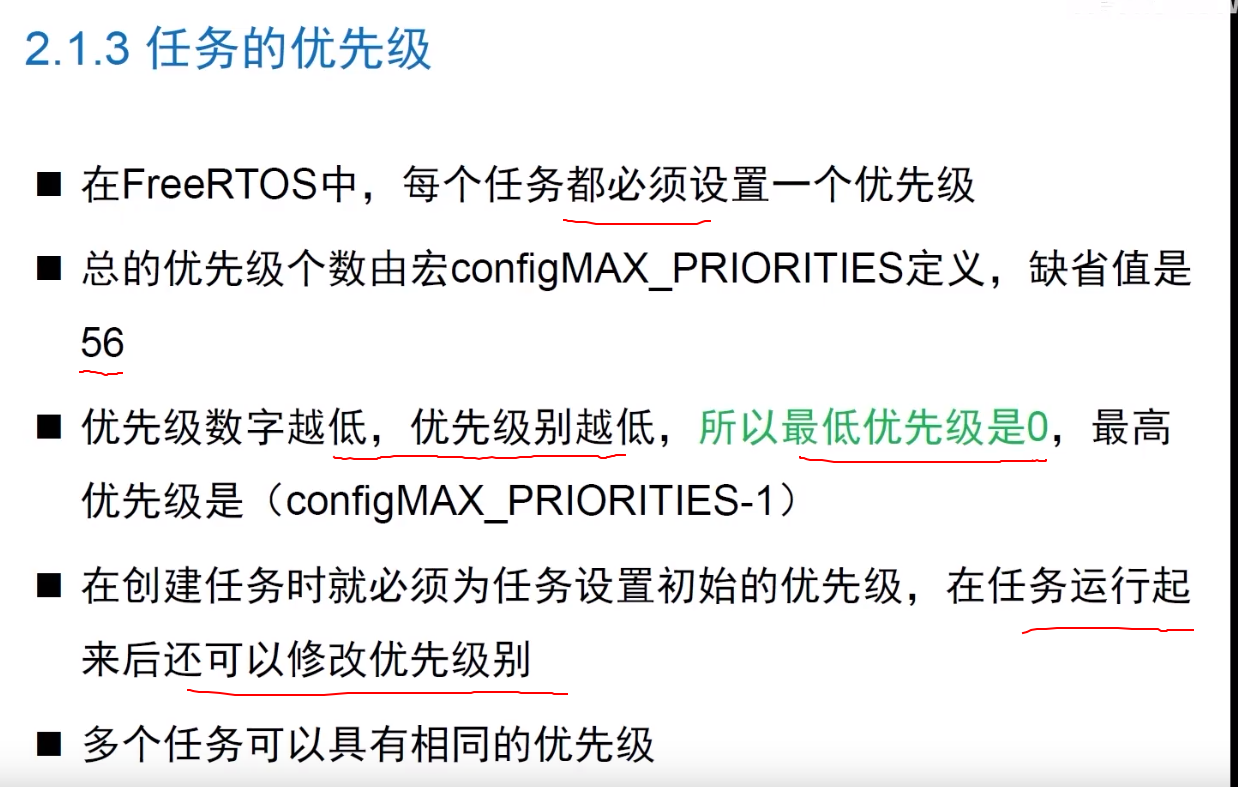 2.1.3 任务的优先级
■ 在FreeRTOS中，每个任务都必须设置一个优先级
■ 总的优先级个数由宏configMAX_PRIORITIES定义，缺省值是
56
■ 优先级数字越低，优先级别越低，所以最低优先级是0，最高
优先级是（configMAX_PRIORITIES-1）
■ 在创建任务时就必须为任务设置初始的优先级，在任务运行起
来后还可以修改优先级别
■ 多个任务可以具有相同的优先级